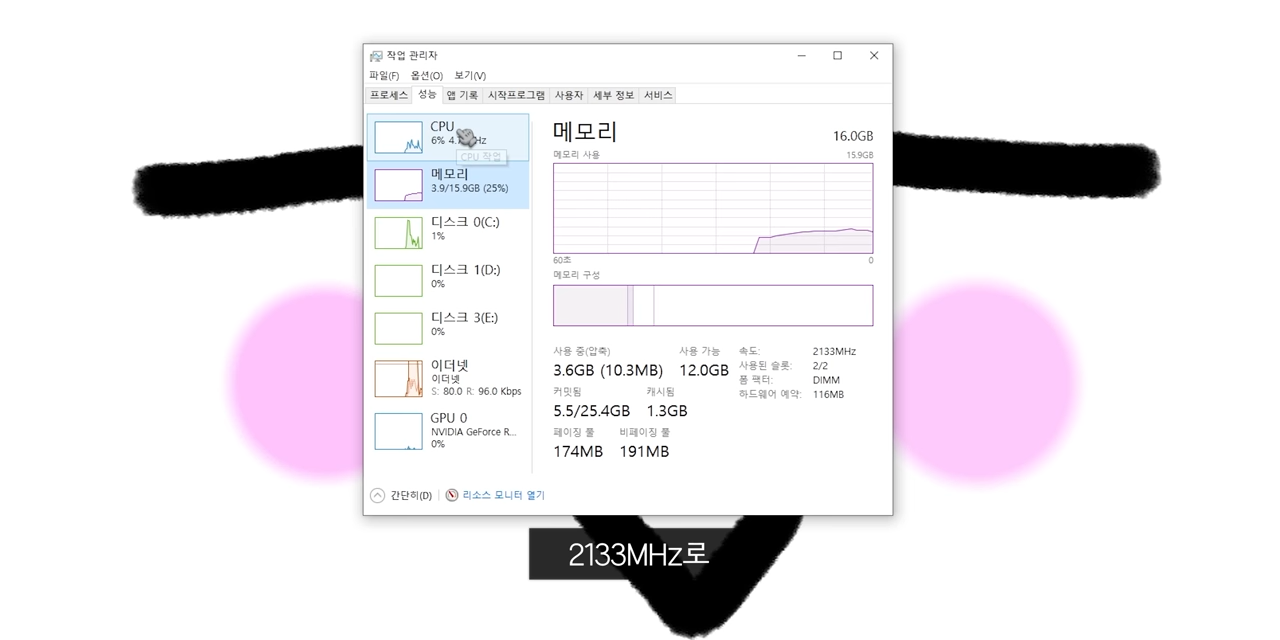 작업 관리자
파일(F) 옵션(O) 보기(V)
프로세스 성능 앱 기록 시작프로그램 사용자 세부 정보 서비스
CPU
6% 4. Hz
CPU 작업
메모리
3.9/15.9GB (25%)
디스크 0(C:)
1%
디스크 1(D:)
0%
디스크 3(E:)
0%
이더넷
이더넷
S: 80.0 R: 96.0 Kbps
GPU 0
NVIDIA GeForce R...
0%
메모리 16.0GB
메모리 사용 15.9GB
60초 0
메모리 구성
사용 중(압축) 사용 가능
3.6GB (10.3MB) 12.0GB
커밋됨 캐시됨
5.5/25.4GB 1.3GB
페이징 풀 비페이징 풀
174MB 191MB
속도: 2133MHz
사용된 슬롯: 2/2
폼 팩터: DIMM
하드웨어 예약: 116MB
간단히(D) 리소스 모니터 열기
2133MHz로